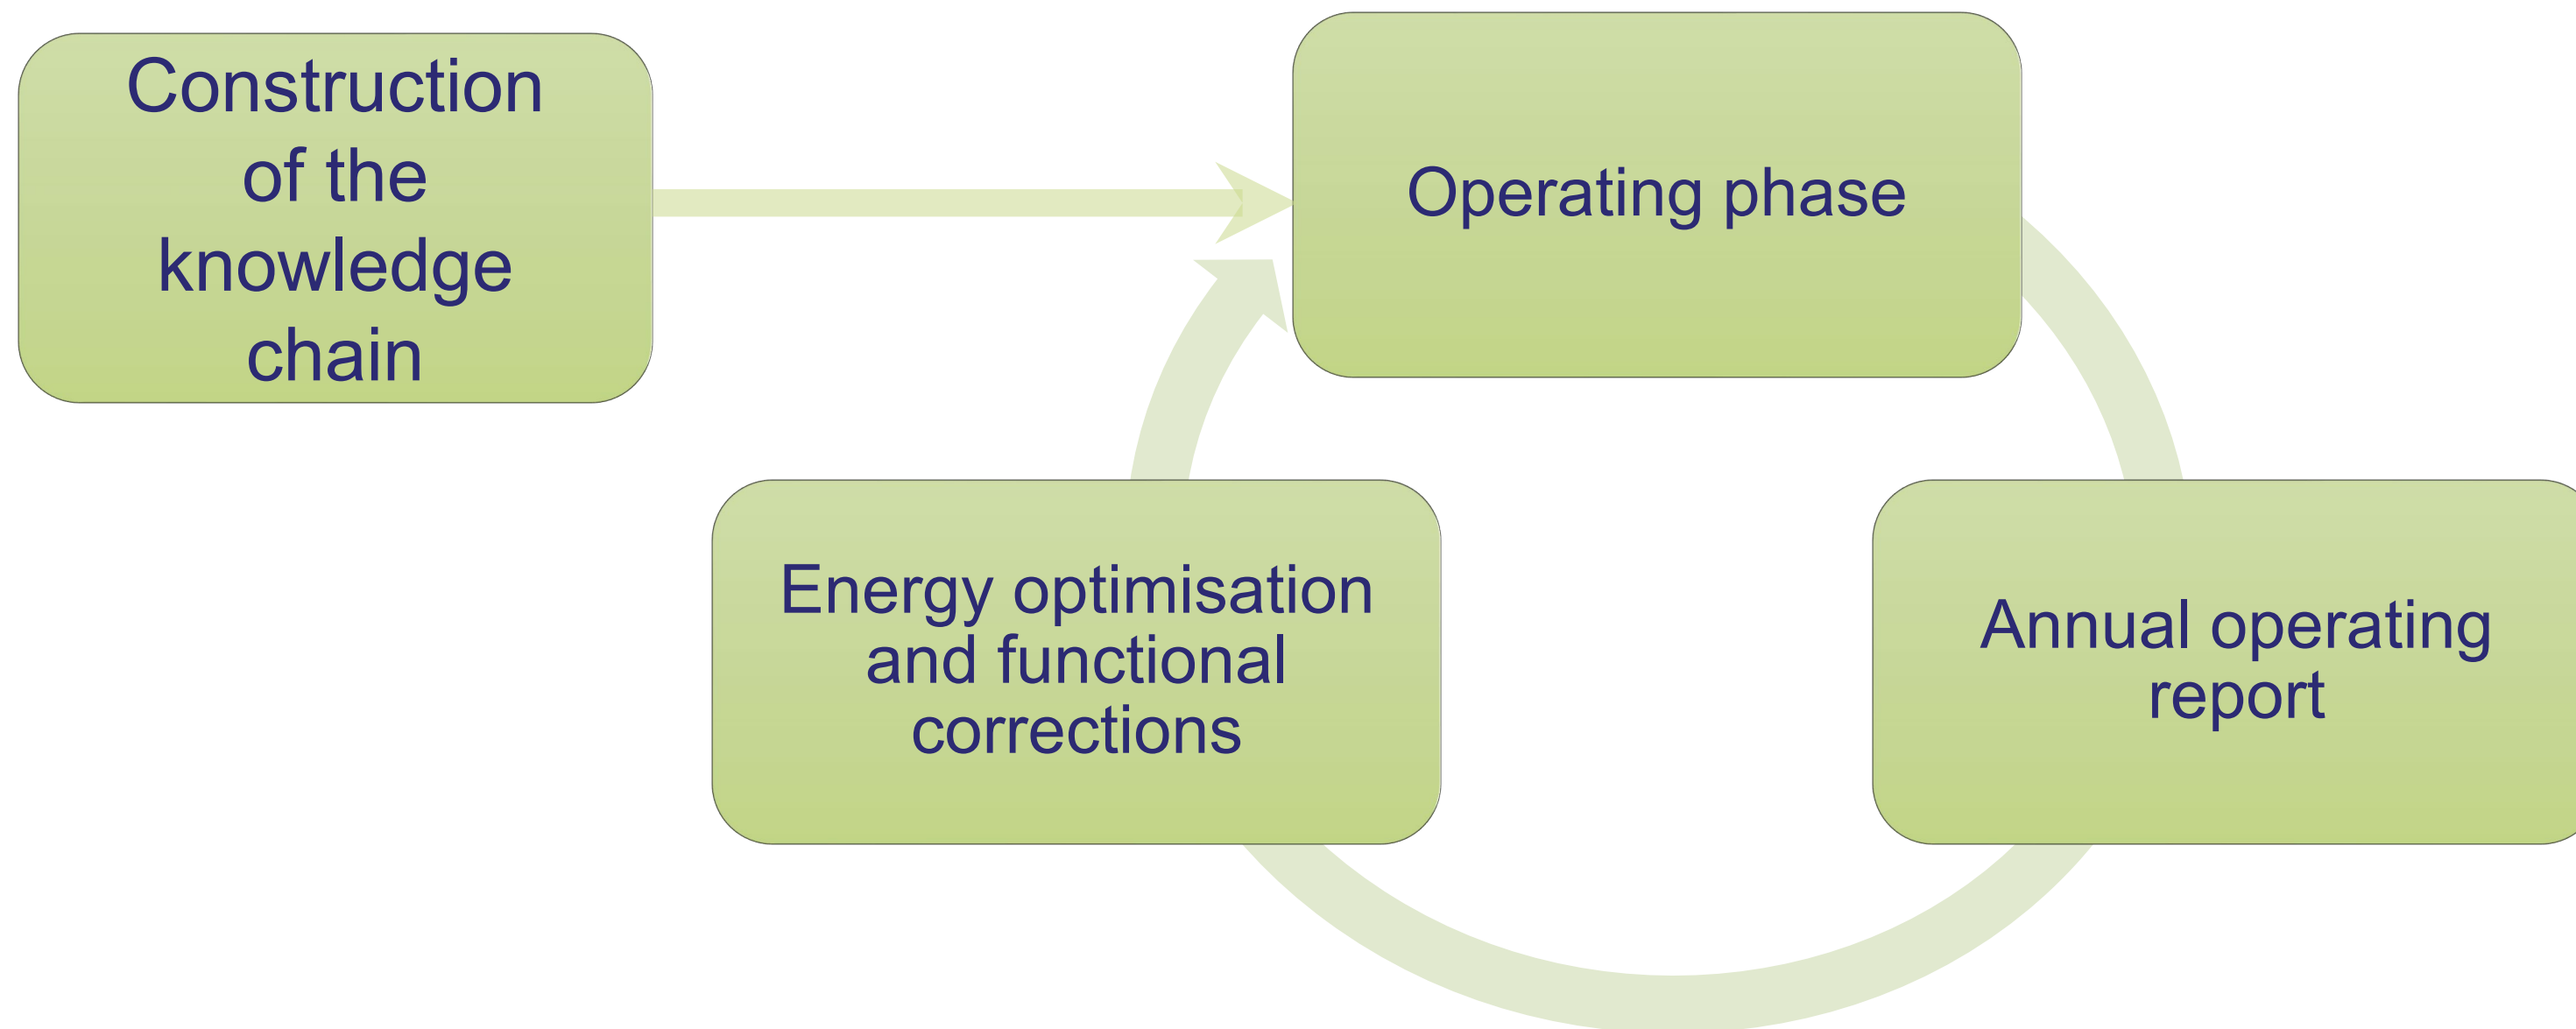 Construction
of the
knowledge
chain
Operating phase
Energy optimisation
and functional
corrections
Annual operating
report